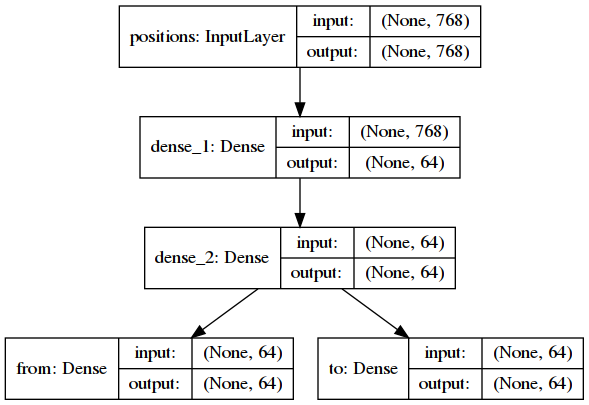 positions: InputLayer
input: (None, 768)
output: (None, 768)
dense_1: Dense
input: (None, 768)
output: (None, 64)
dense_2: Dense
input: (None, 64)
output: (None, 64)
from: Dense
input: (None, 64)
output: (None, 64)
to: Dense
input: (None, 64)
output: (None, 64)